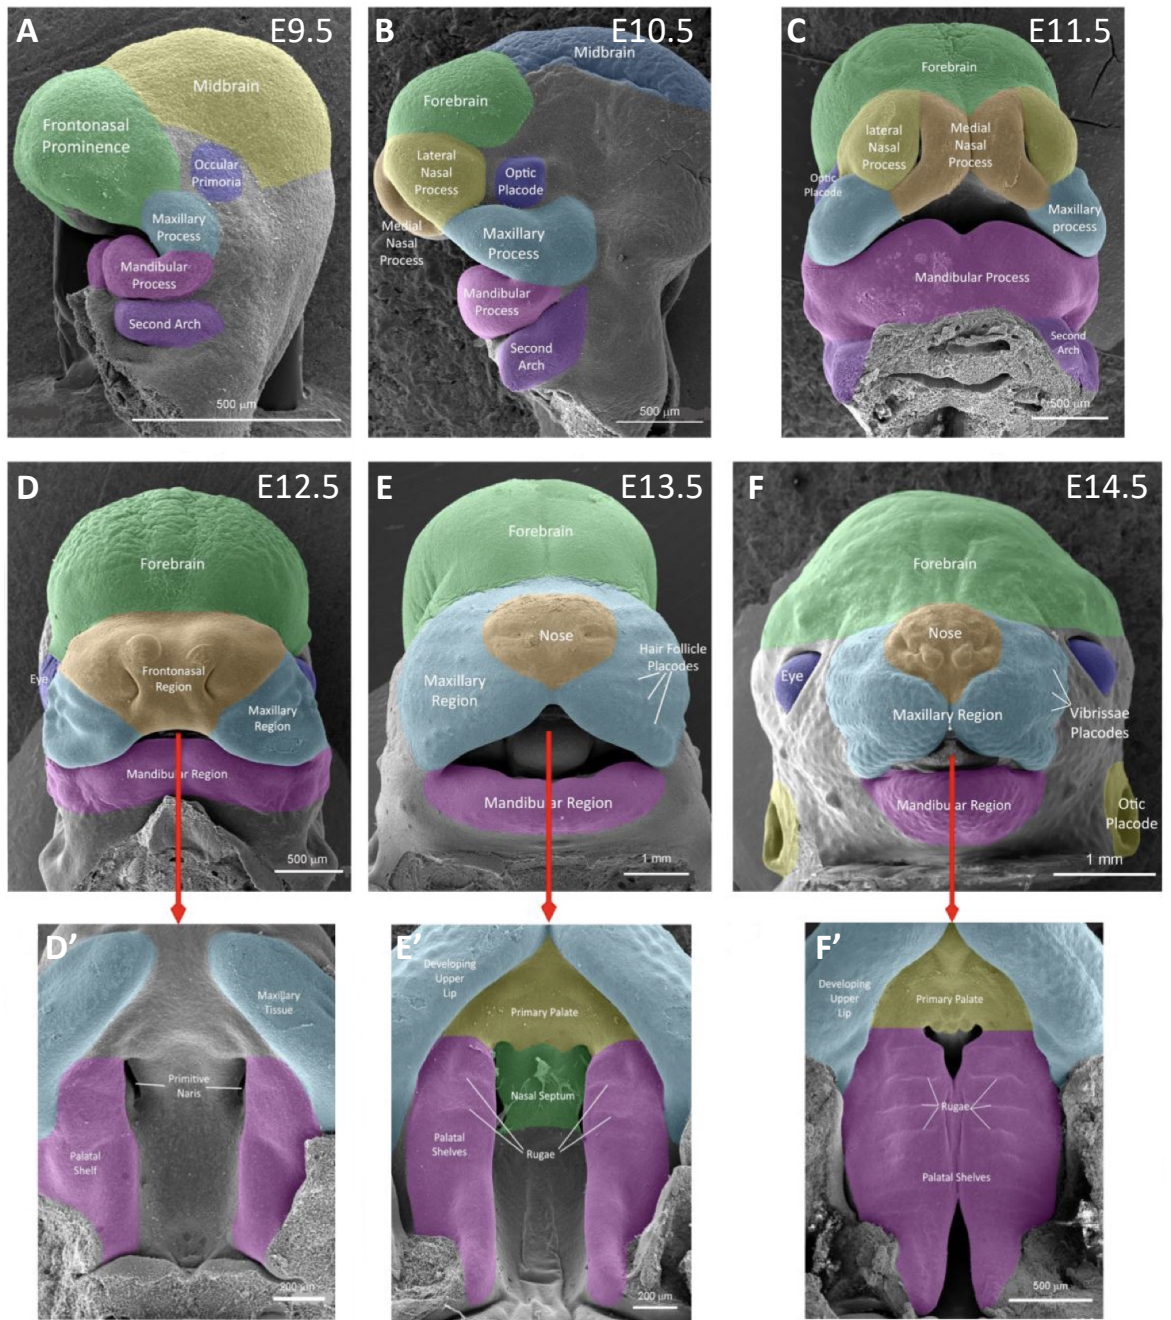 A
E9.5
Midbrain
Frontonasal
Prominence
Occular
Primoria
Maxillary
Process
Mandibular
Process
Second Arch
500 μm
B
E10.5
Midbrain
Forebrain
Lateral
Nasal
Process
Optic
Placode
Medial
Nasal
Process
Maxillary
Process
Mandibular
Process
Second
Arch
500 μm
C
E11.5
Forebrain
lateral
Nasal
Process
Medial
Nasal
Process
Optic
Placode
Maxillary
process
Mandibular Process
Second
Arch
500 μm
D
E12.5
Forebrain
Frontonasal
Region
Eye
Maxillary
Region
Mandibular Region
500 μm
E
E13.5
Forebrain
Nose
Hair Follicle
Placodes
Maxillary
Region
Mandibular Region
1 mm
F
E14.5
Forebrain
Nose
Eye
Maxillary Region
Vibrissae
Placodes
Mandibular Region
Otic
Placode
1 mm
D'
Maxillary
Tissue
Primitive
Naris
Palatal
Shelf
200 μm
E'
Developing
Upper
Lip
Primary Palate
Nasal Septum
Palatal
Shelves
Rugae
200 μm
F'
Developing
Upper
Lip
Primary Palate
Rugae
Palatal Shelves
500 μm